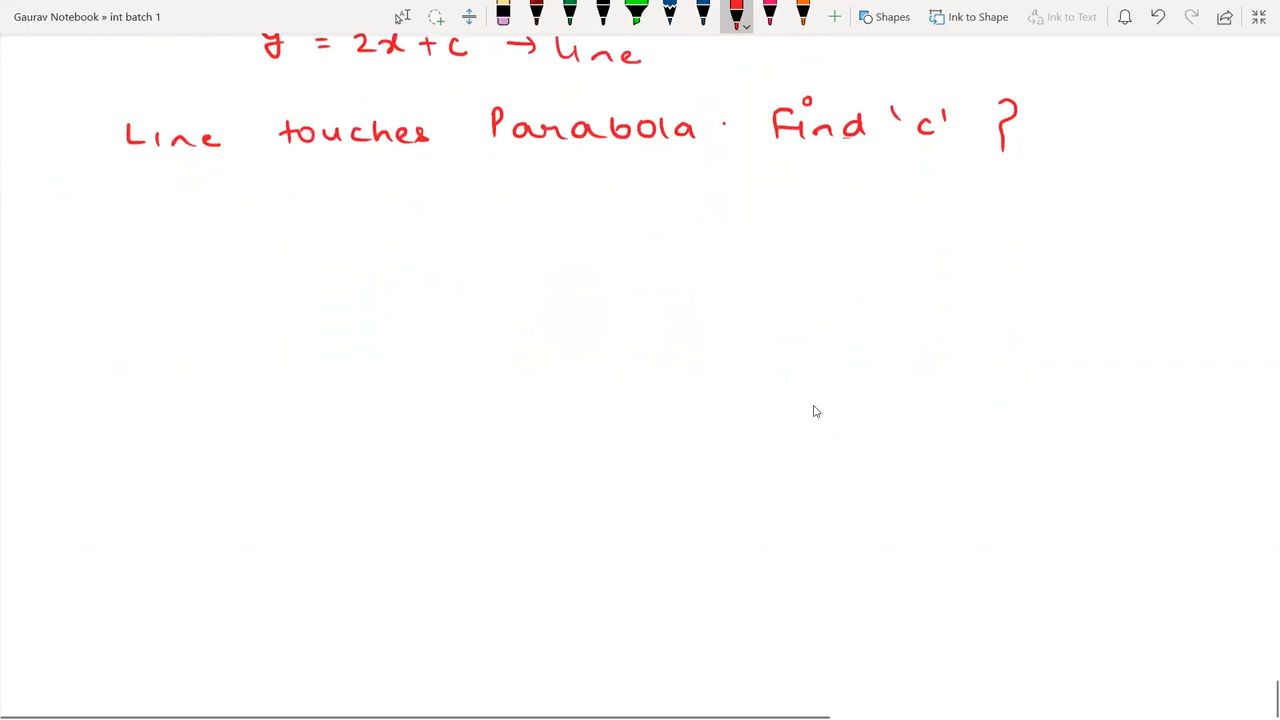 Gaurav Notebook » int batch 1
Shapes
Ink to Shape
Ink to Text
y = 2x + c → Line
Line touches Parabola. Find 'c' ?